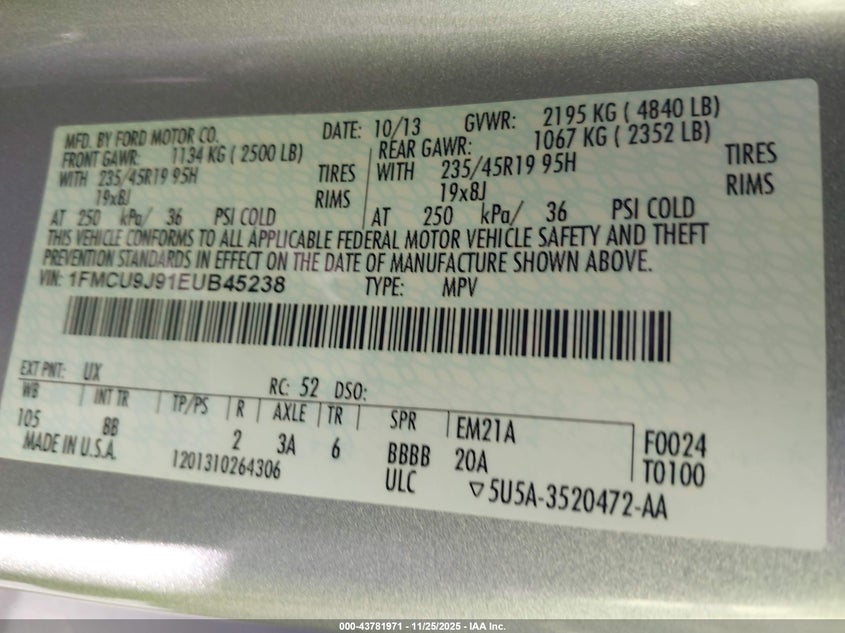 MFD. BY FORD MOTOR CO. DATE: 10/13 GVWR: 2195 KG ( 4840 LB)
FRONT GAWR: 1134 KG ( 2500 LB) REAR GAWR: 1067 KG ( 2352 LB)
WITH 235/45R19 95H TIRES WITH 235/45R19 95H TIRES
19x8J RIMS 19x8J RIMS
AT 250 kPa/ 36 PSI COLD AT 250 kPa/ 36 PSI COLD
THIS VEHICLE CONFORMS TO ALL APPLICABLE FEDERAL MOTOR VEHICLE SAFETY AND THEFT
PREVENTION STANDARDS IN EFFECT ON THE DATE OF MANUFACTURE SHOWN ABOVE.
VIN: 1FMCU9J91EUB45238 TYPE: MPV
EXT PNT: UX RC: 52 DSO:
WB INT TR TP/PS R AXLE TR SPR EM21A F0024
105 BB 2 3A 6 BBBB 20A T0100
MADE IN U.S.A. 1201310264306 ULC ▽5U5A-3520472-AA
000-43781971 - 11/25/2025 - IAA Inc.